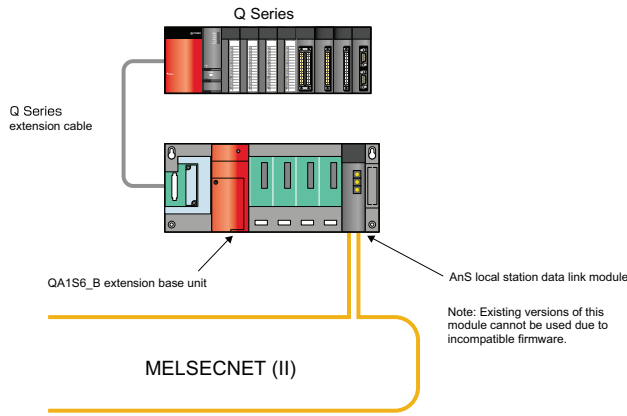 Q Series
Q Series
extension cable
QA1S6_B extension base unit
AnS local station data link module
Note: Existing versions of this
module cannot be used due to
incompatible firmware.
MELSECNET (II)